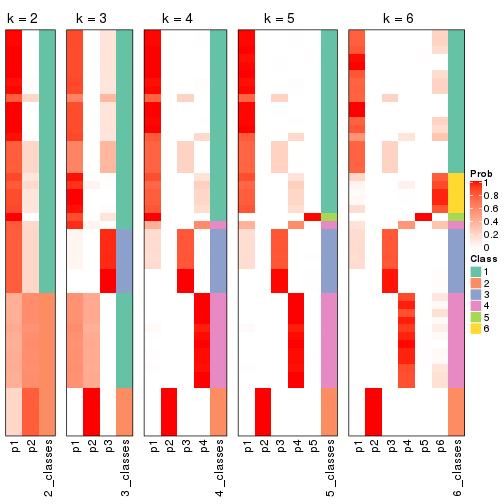 k = 2
k = 3
k = 4
k = 5
k = 6
p1
p2
2_classes
p1
p2
p3
3_classes
p1
p2
p3
p4
4_classes
p1
p2
p3
p4
p5
5_classes
p1
p2
p3
p4
p5
p6
6_classes
Prob
1
0.8
0.6
0.4
0.2
0
Class
1
2
3
4
5
6